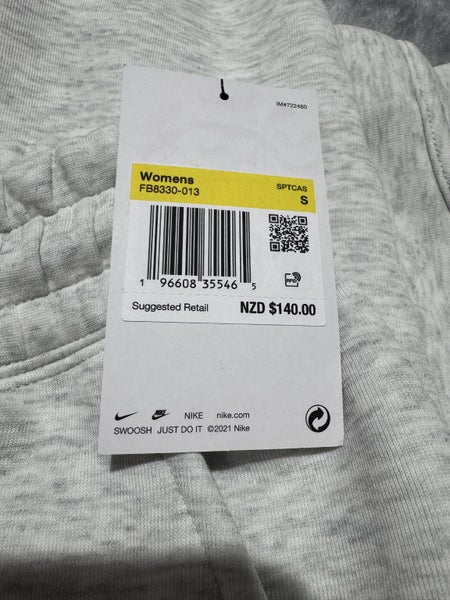 IM#722460
Womens
FB8330-013
SPTCAS
S
1 96608 35546 5
RFID
Suggested Retail NZD $140.00
NIKE nike.com
SWOOSH JUST DO IT ©2021 Nike